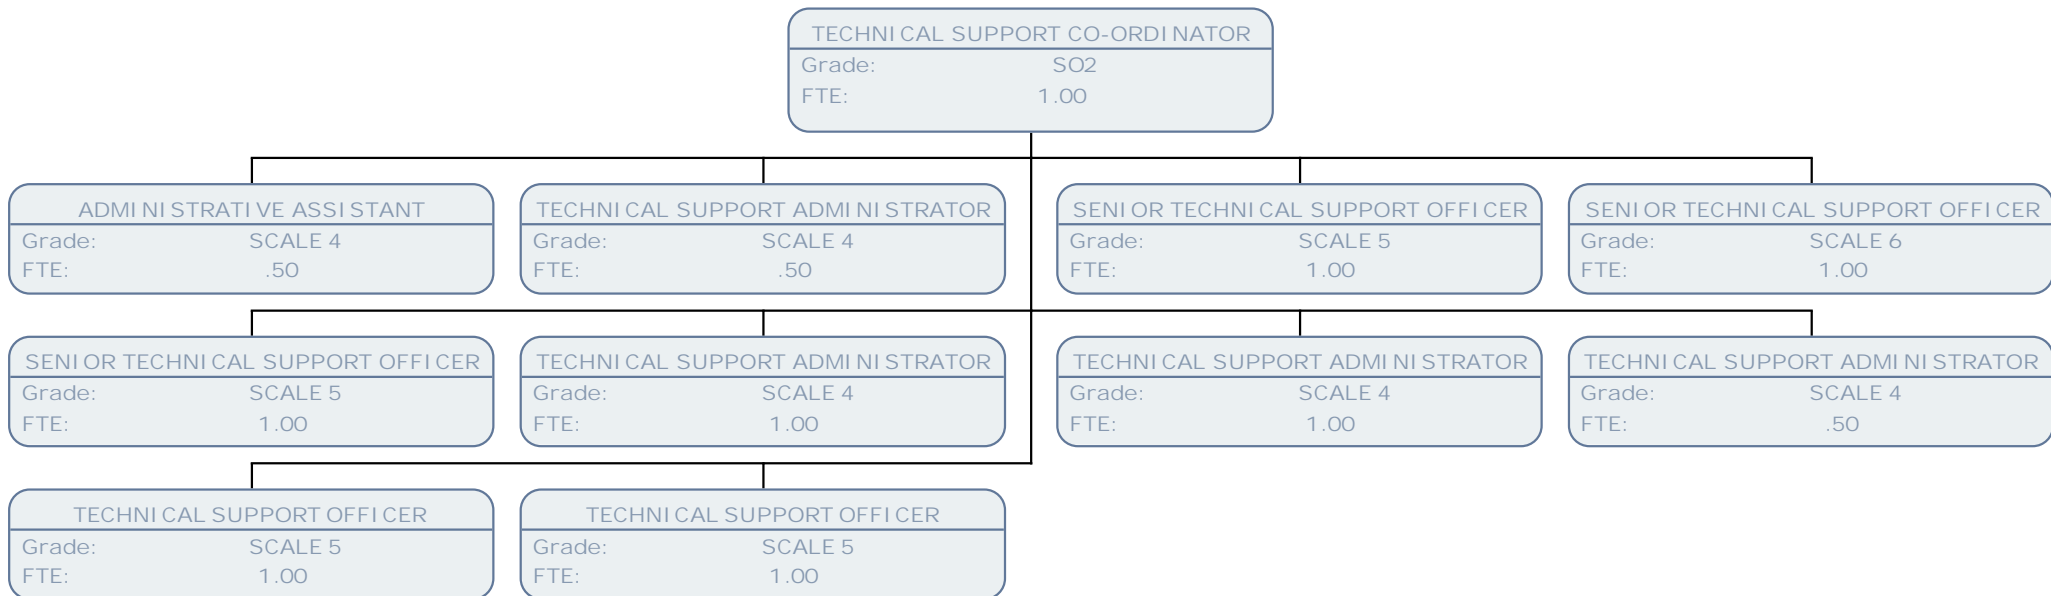 TECHNICAL SUPPORT CO-ORDINATOR
Grade: SO2
FTE: 1.00
ADMINISTRATIVE ASSISTANT
Grade: SCALE 4
FTE: .50
TECHNICAL SUPPORT ADMINISTRATOR
Grade: SCALE 4
FTE: .50
SENIOR TECHNICAL SUPPORT OFFICER
Grade: SCALE 5
FTE: 1.00
SENIOR TECHNICAL SUPPORT OFFICER
Grade: SCALE 6
FTE: 1.00
SENIOR TECHNICAL SUPPORT OFFICER
Grade: SCALE 5
FTE: 1.00
TECHNICAL SUPPORT ADMINISTRATOR
Grade: SCALE 4
FTE: 1.00
TECHNICAL SUPPORT ADMINISTRATOR
Grade: SCALE 4
FTE: 1.00
TECHNICAL SUPPORT ADMINISTRATOR
Grade: SCALE 4
FTE: .50
TECHNICAL SUPPORT OFFICER
Grade: SCALE 5
FTE: 1.00
TECHNICAL SUPPORT OFFICER
Grade: SCALE 5
FTE: 1.00